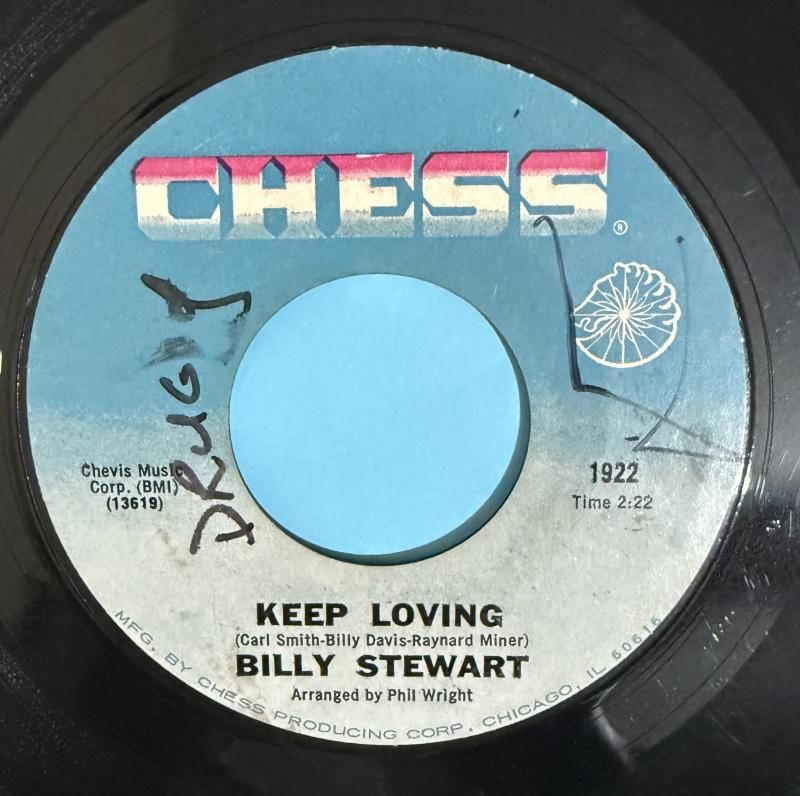 CHESS
®
DRUGS
Chevis Music
Corp. (BMI)
(13619)
1922
Time 2:22
KEEP LOVING
(Carl Smith-Billy Davis-Raynard Miner)
BILLY STEWART
Arranged by Phil Wright
MFG. BY CHESS PRODUCING CORP. CHICAGO, IL 60616